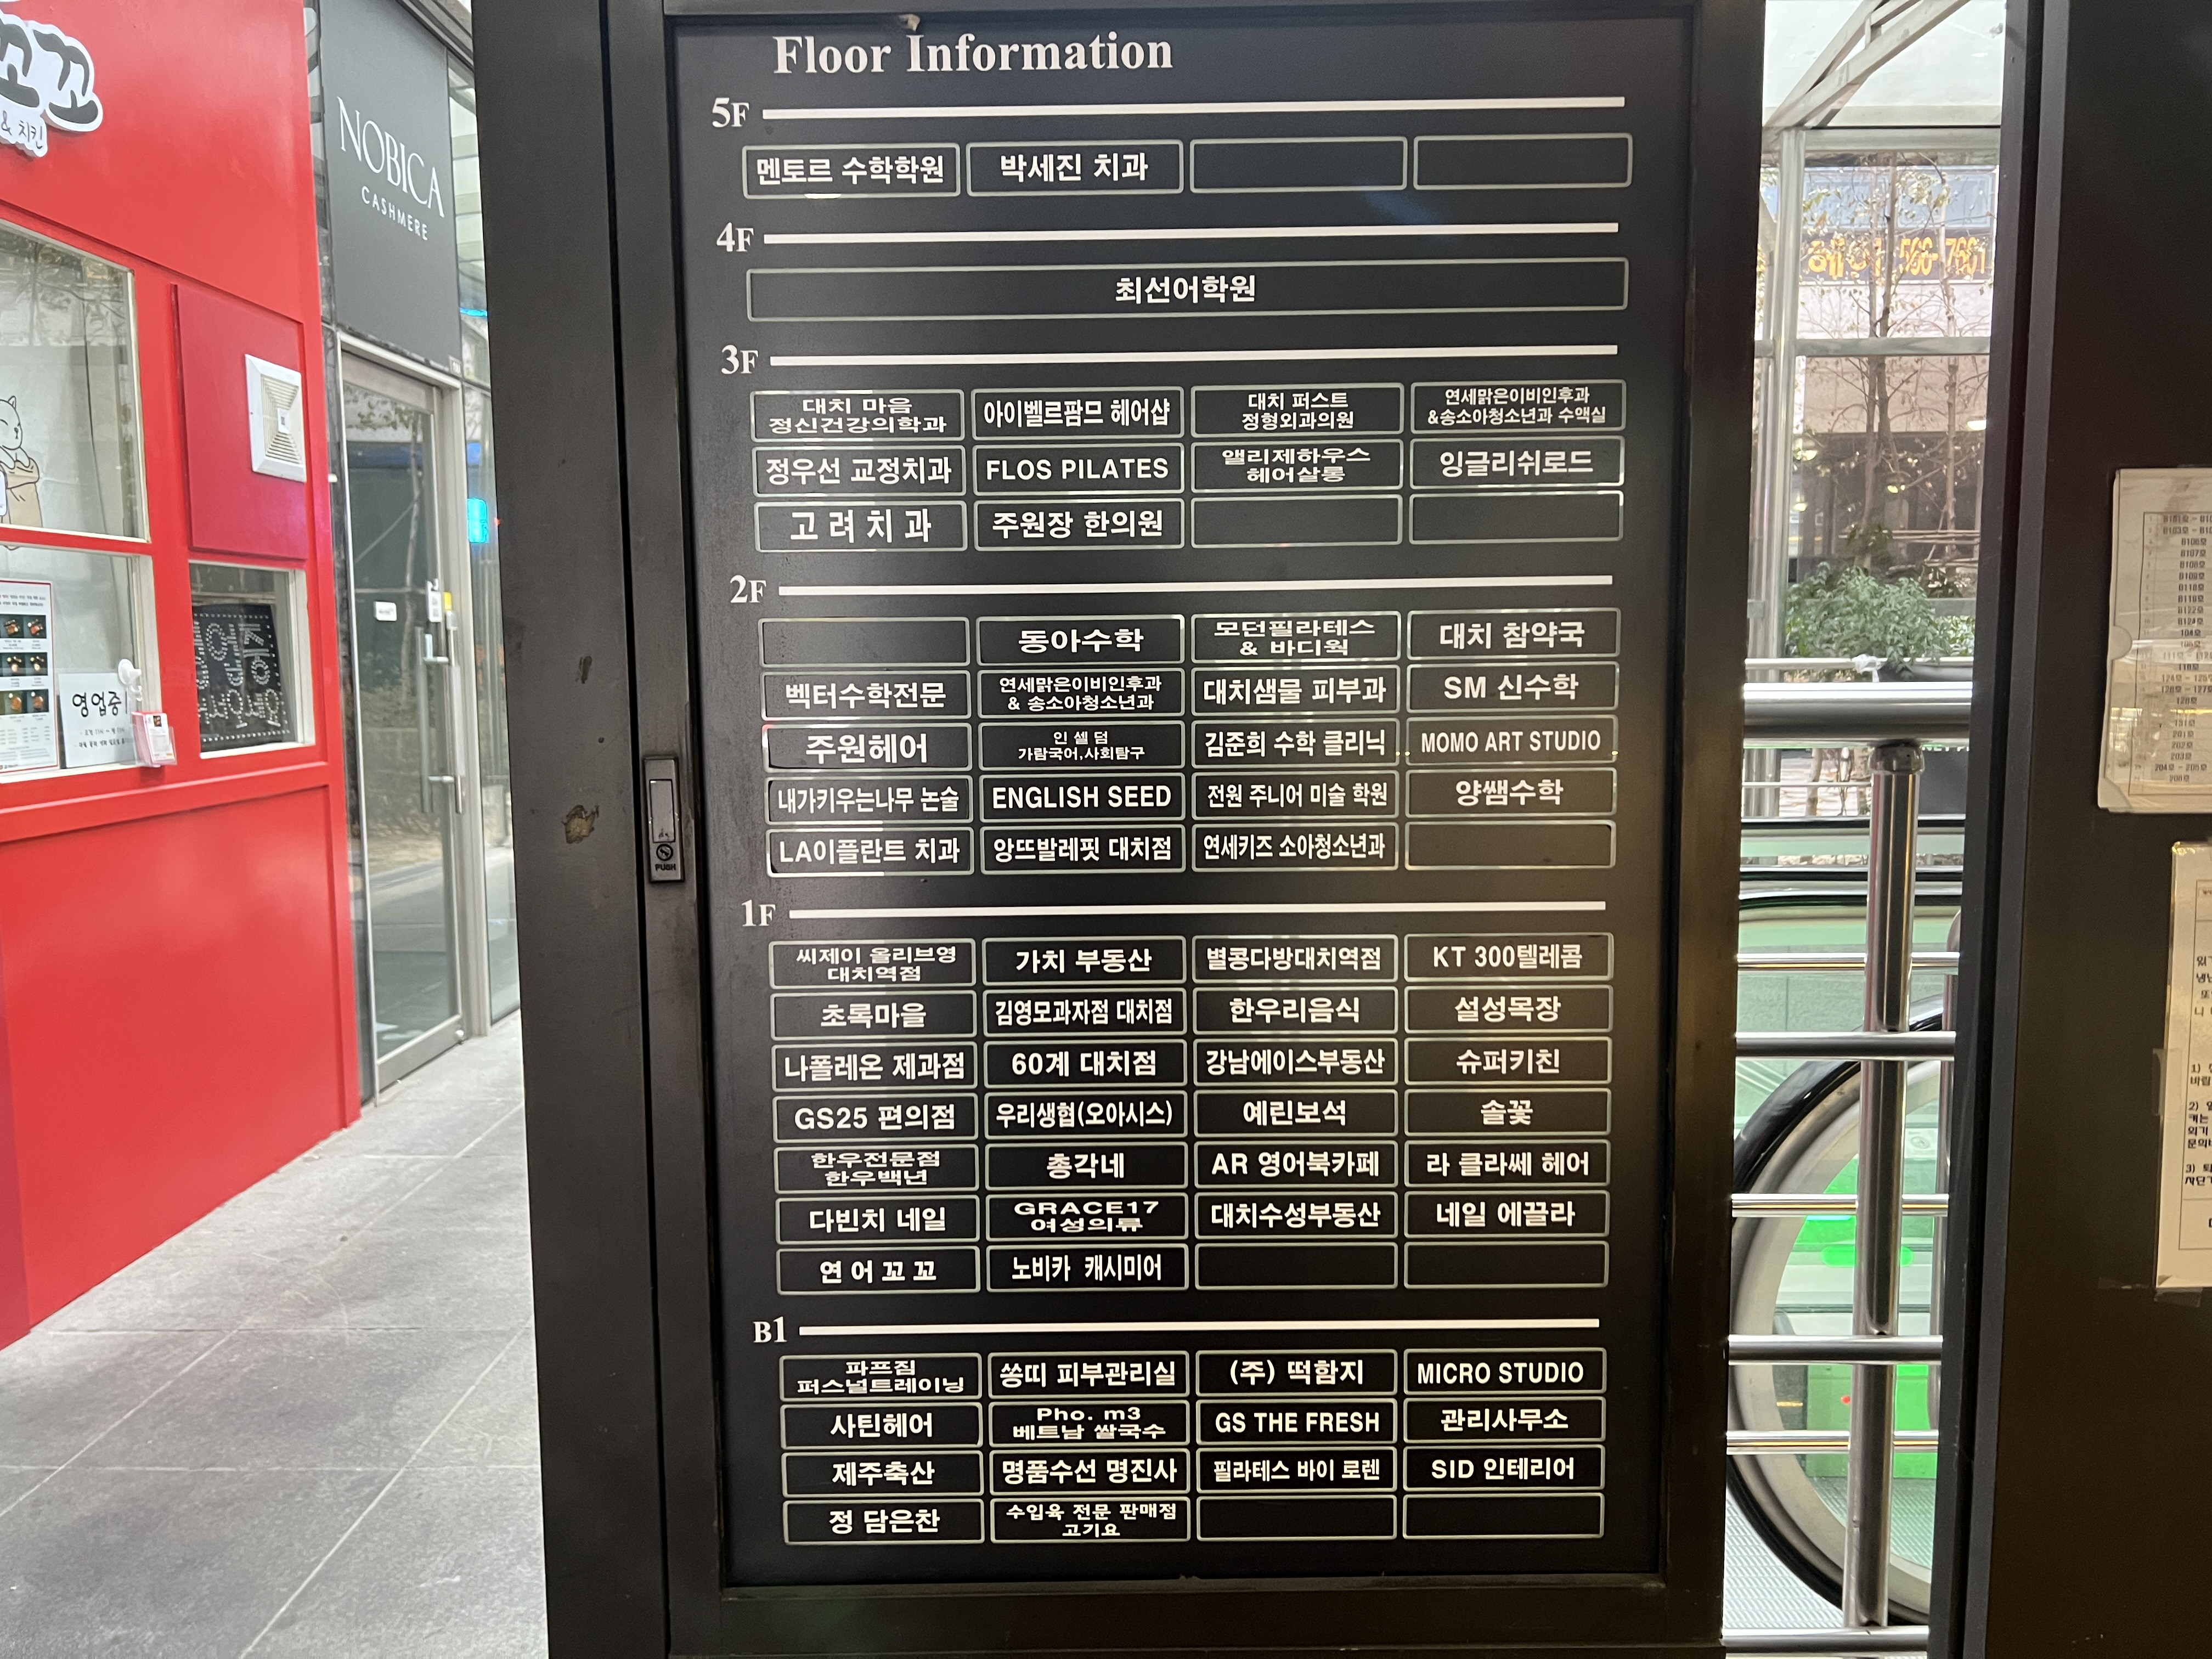 Floor Information
5F
멘토르 수학학원
박세진 치과
4F
최선어학원
3F
대치 마음
정신건강의학과
아이벨르팜므 헤어샵
대치 퍼스트
정형외과의원
연세맑은이비인후과
&송소아청소년과 수액실
정우선 교정치과
FLOS PILATES
앨리제하우스
헤어살롱
잉글리쉬로드
고 려 치 과
주원장 한의원
2F
동아수학
모던필라테스
& 바디웍
대치 참약국
벡터수학전문
연세맑은이비인후과
& 송소아청소년과
대치샘물 피부과
SM 신수학
주원헤어
인 셀 덤
가람국어,사회탐구
김준희 수학 클리닉
MOMO ART STUDIO
내가키우는나무 논술
ENGLISH SEED
전원 주니어 미술 학원
양쌤수학
LA이플란트 치과
앙뜨발레핏 대치점
연세키즈 소아청소년과
1F
씨제이 올리브영
대치역점
가치 부동산
별콩다방대치역점
KT 300텔레콤
초록마을
김영모과자점 대치점
한우리음식
설성목장
나폴레온 제과점
60계 대치점
강남에이스부동산
슈퍼키친
GS25 편의점
우리생협(오아시스)
예린보석
솔꽃
한우전문점
한우백년
총각네
AR 영어북카페
라 클라쎄 헤어
다빈치 네일
GRACE17
여성의류
대치수성부동산
네일 에끌라
연 어 꼬 꼬
노비카 캐시미어
B1
파프짐
퍼스널트레이닝
쏭띠 피부관리실
(주) 떡함지
MICRO STUDIO
사틴헤어
Pho. m3
베트남 쌀국수
GS THE FRESH
관리사무소
제주축산
명품수선 명진사
필라테스 바이 로렌
SID 인테리어
정 담은찬
수입육 전문 판매점
고기요
NOBICA
CASHMERE
꼬꼬
& 치킨
영업중
PUSH